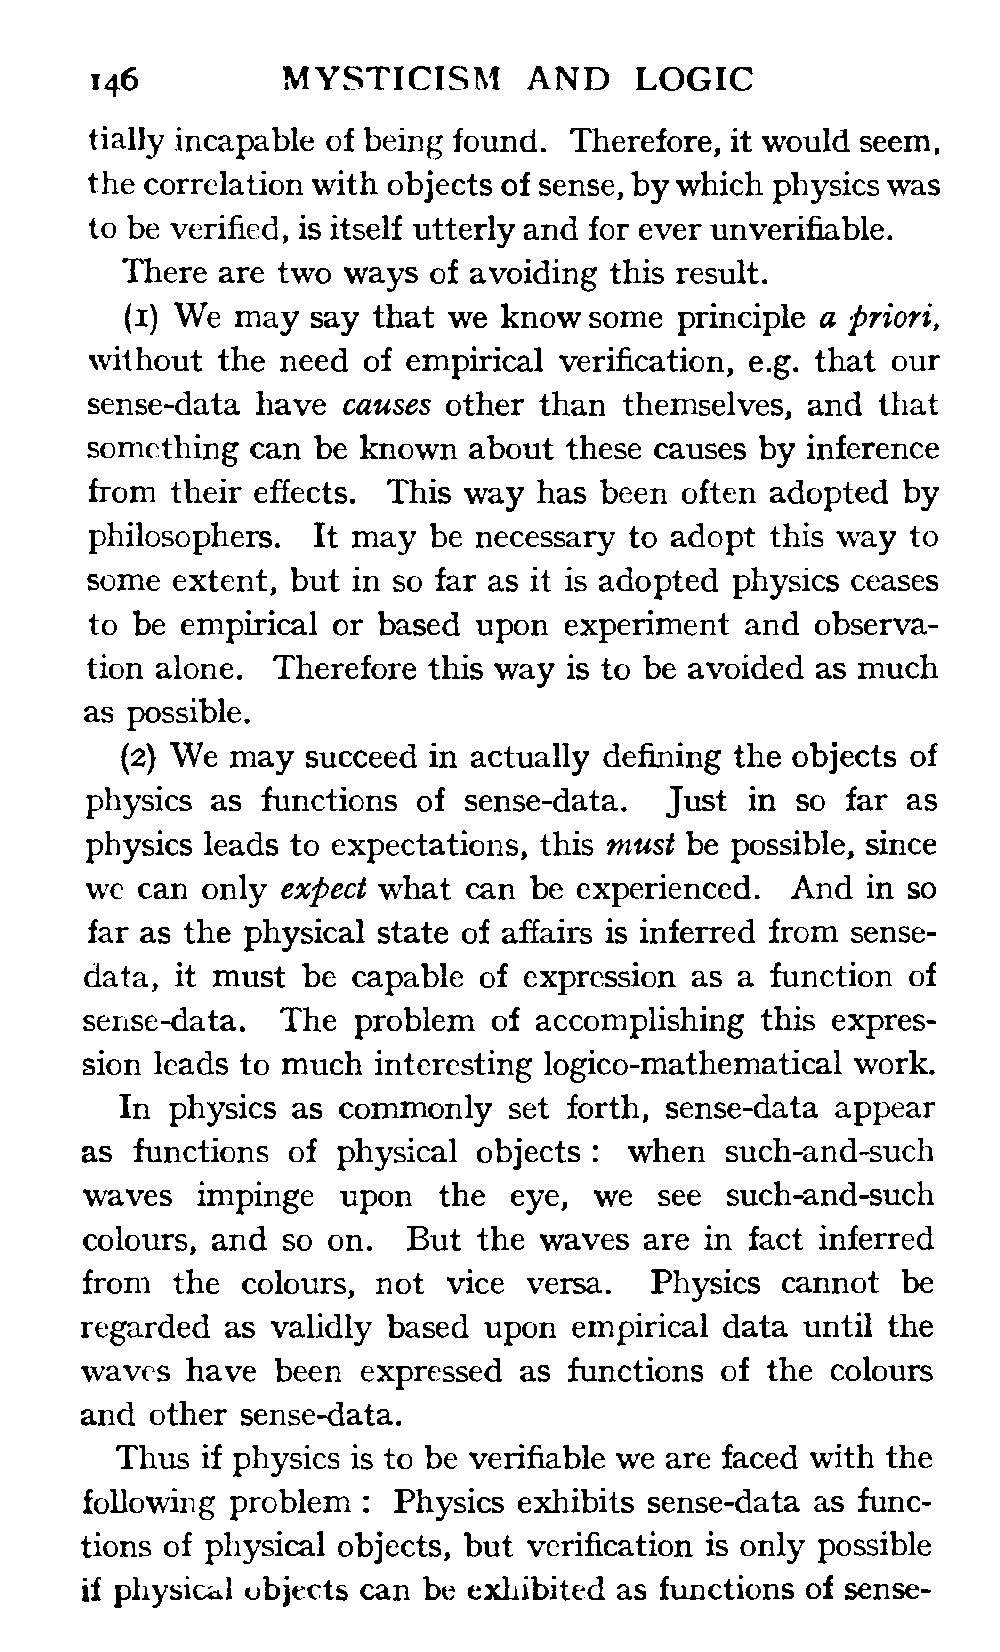 146 MYSTICISM AND LOGIC
tially incapable of being found. Therefore, it would seem,
the correlation with objects of sense, by which physics was
to be verified, is itself utterly and for ever unverifiable.
There are two ways of avoiding this result.
(1) We may say that we know some principle a priori,
without the need of empirical verification, e.g. that our
sense-data have causes other than themselves, and that
something can be known about these causes by inference
from their effects. This way has been often adopted by
philosophers. It may be necessary to adopt this way to
some extent, but in so far as it is adopted physics ceases
to be empirical or based upon experiment and observa-
tion alone. Therefore this way is to be avoided as much
as possible.
(2) We may succeed in actually defining the objects of
physics as functions of sense-data. Just in so far as
physics leads to expectations, this must be possible, since
we can only expect what can be experienced. And in so
far as the physical state of affairs is inferred from sense-
data, it must be capable of expression as a function of
sense-data. The problem of accomplishing this expres-
sion leads to much interesting logico-mathematical work.
In physics as commonly set forth, sense-data appear
as functions of physical objects : when such-and-such
waves impinge upon the eye, we see such-and-such
colours, and so on. But the waves are in fact inferred
from the colours, not vice versa. Physics cannot be
regarded as validly based upon empirical data until the
waves have been expressed as functions of the colours
and other sense-data.
Thus if physics is to be verifiable we are faced with the
following problem : Physics exhibits sense-data as func-
tions of physical objects, but verification is only possible
if physical objects can be exhibited as functions of sense-